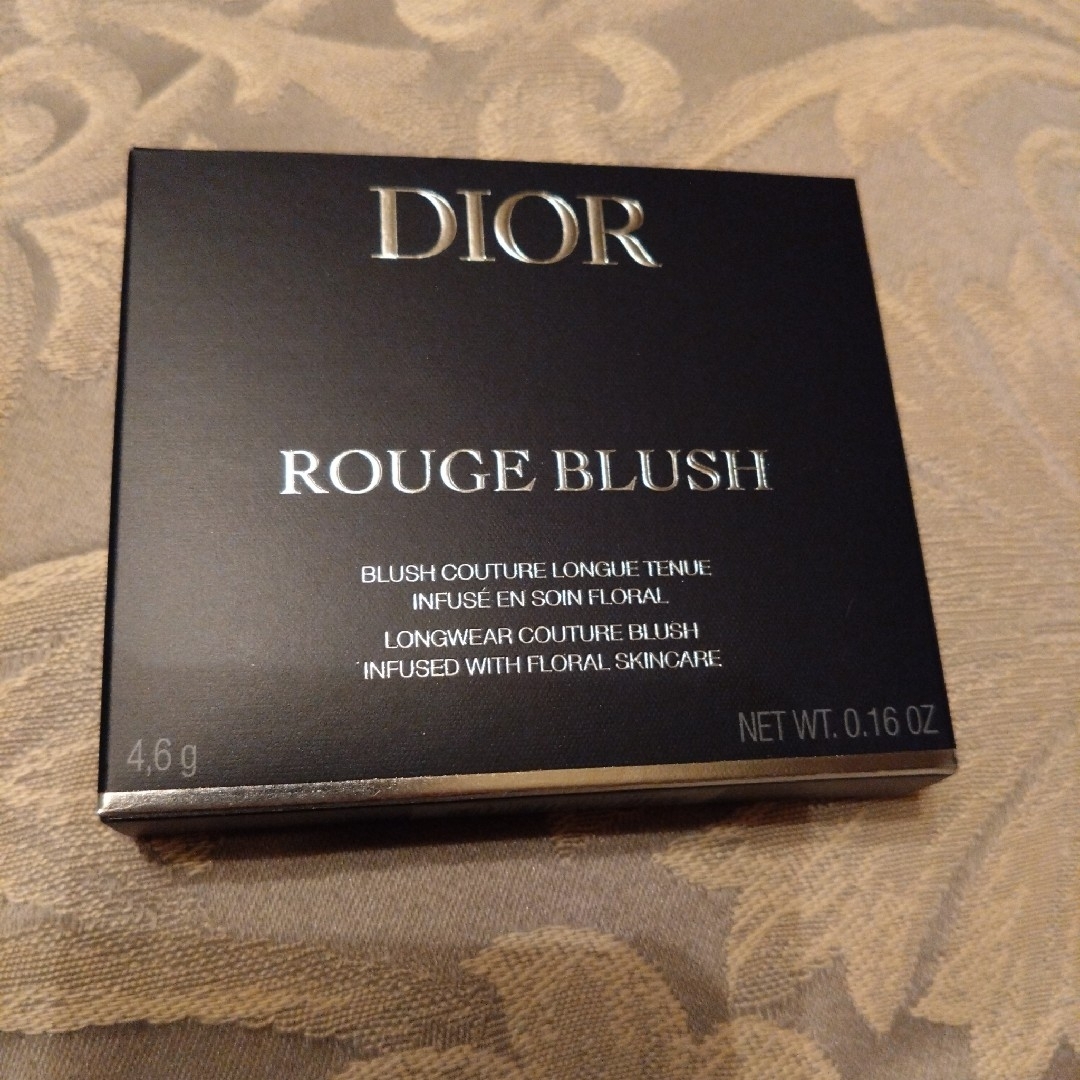 DIOR
ROUGE BLUSH
BLUSH COUTURE LONGUE TENUE
INFUSÉ EN SOIN FLORAL
LONGWEAR COUTURE BLUSH
INFUSED WITH FLORAL SKINCARE
4,6 g
NET WT. 0.16 OZ